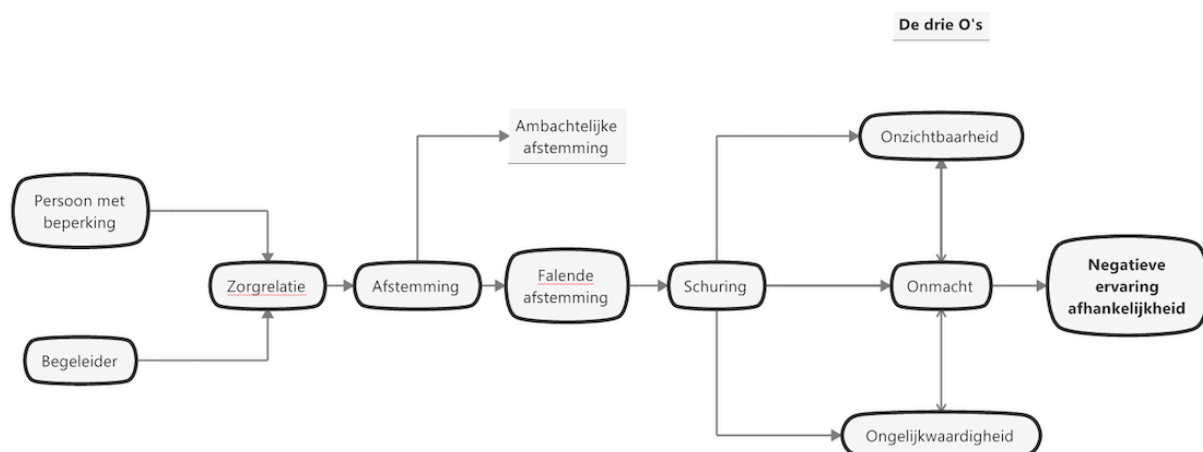 De drie O's
Ambachtelijke
afstemming
Onzichtbaarheid
Persoon met
beperking
Zorgrelatie
Afstemming
Falende
afstemming
Schuring
Onmacht
Negatieve
ervaring
afhankelijkheid
Begeleider
Ongelijkwaardigheid